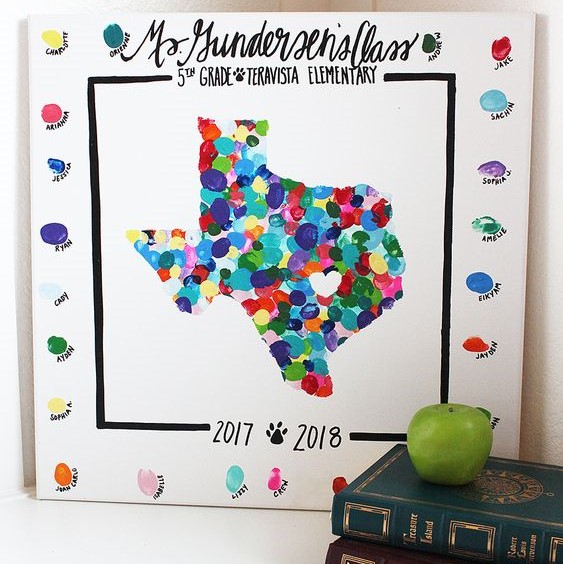 Ms. Gundersen's Class
5TH GRADE TERAVISTA ELEMENTARY
CHARLOTTE
BRIENNE
ANDREW
JAKE
ARIANNA
SACHIN
JESSICA
SOPHIA J.
RYAN
AMELIE
CADY
EIKYAM
AYDEN
JAYDEN
SOPHIA K.
2017 2018
JUAN CARLO
ISABELLE
LIZZY
CREW
Treasure
Island
Robert
Louis
Stevenson